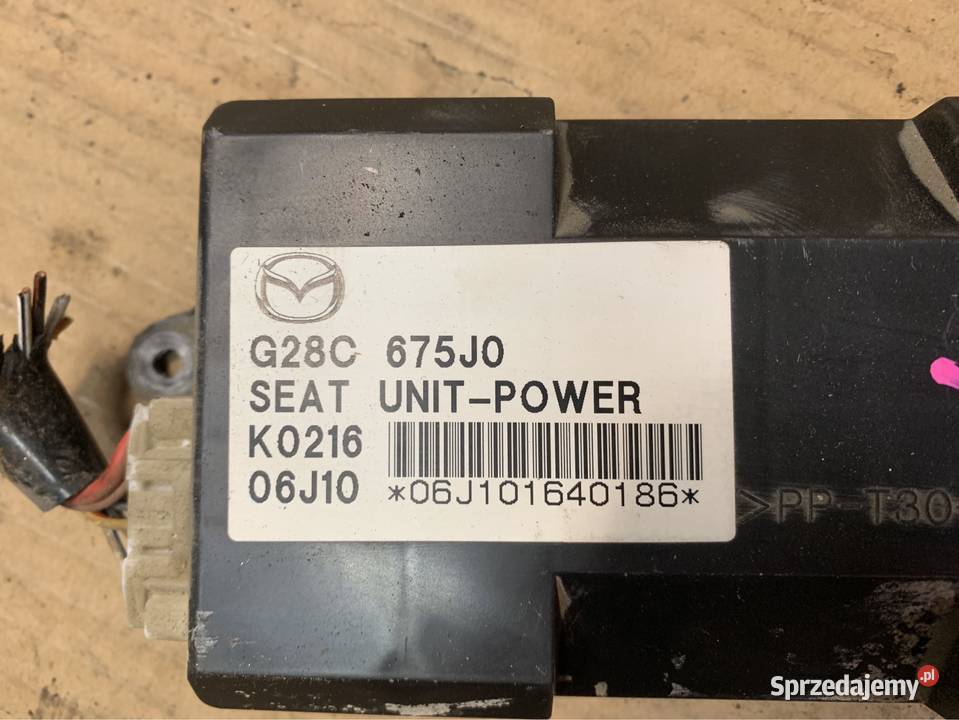 G28C 675J0
SEAT UNIT-POWER
K0216
06J10 *06J101640186*
>PP-T30
Sprzedajemy.pl